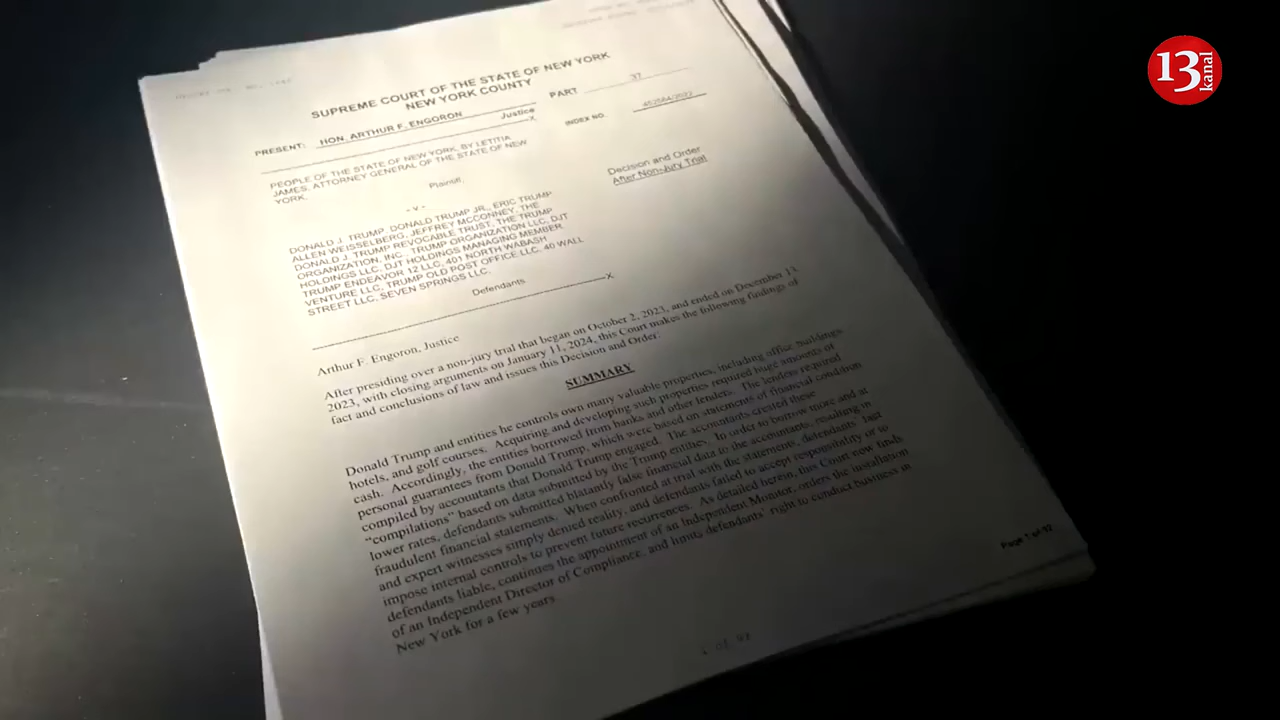 13 kanal
SUPREME COURT OF THE STATE OF NEW YORK
NEW YORK COUNTY
PRESENT: HON. ARTHUR F. ENGORON
Justice
PART 37
INDEX NO. 452564/2022
X
PEOPLE OF THE STATE OF NEW YORK, BY LETITIA
JAMES, ATTORNEY GENERAL OF THE STATE OF NEW
YORK,
Plaintiff,
- v -
Decision and Order
After Non-Jury Trial
DONALD J. TRUMP, DONALD TRUMP JR., ERIC TRUMP
ALLEN WEISSELBERG, JEFFREY MCCONNEY, THE
DONALD J. TRUMP REVOCABLE TRUST, THE TRUMP
ORGANIZATION, INC. TRUMP ORGANIZATION LLC, DJT
HOLDINGS LLC, DJT HOLDINGS MANAGING MEMBER
TRUMP ENDEAVOR 12 LLC, 401 NORTH WABASH
VENTURE LLC, TRUMP OLD POST OFFICE LLC, 40 WALL
STREET LLC, SEVEN SPRINGS LLC,
Defendants
X
Arthur F. Engoron, Justice
After presiding over a non-jury trial that began on October 2, 2023, and ended on December 13,
2023, with closing arguments on January 11, 2024, this Court makes the following findings of
fact and conclusions of law and issues this Decision and Order:
SUMMARY
Donald Trump and entities he controls own many valuable properties, including office buildings
hotels, and golf courses. Acquiring and developing such properties required huge amounts of
cash. Accordingly, the entities borrowed from banks and other lenders. The lenders required
personal guarantees from Donald Trump, which were based on statements of financial condition
compiled by accountants that Donald Trump engaged. The accountants created these
“compilations” based on data submitted by the Trump entities. In order to borrow more and at
lower rates, defendants submitted blatantly false financial data to the accountants, resulting in
fraudulent financial statements. When confronted at trial with the statements, defendants' fact
and expert witnesses simply denied reality, and defendants failed to accept responsibility or to
impose internal controls to prevent future recurrences. As detailed herein, this Court now finds
defendants liable, continues the appointment of an Independent Monitor, orders the installation
of an Independent Director of Compliance, and limits defendants' right to conduct business in
New York for a few years.
Page 1 of 92
1 of 92